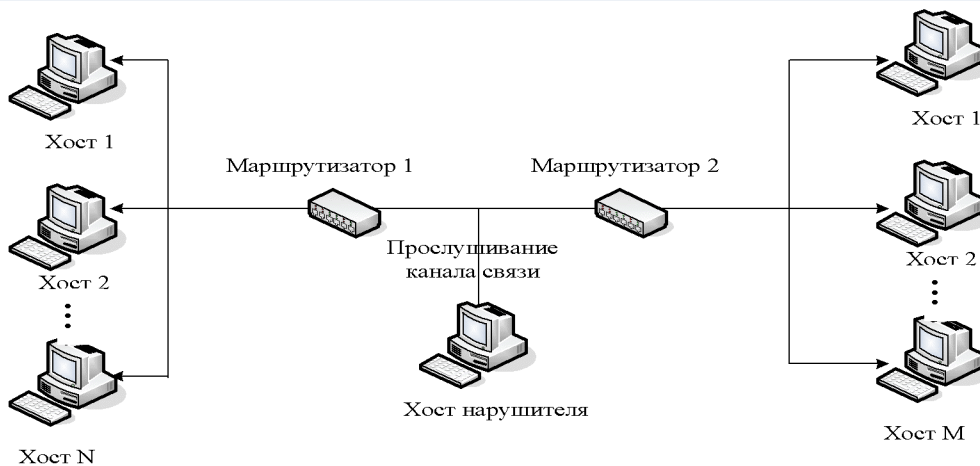 Хост 1
Хост 1
Маршрутизатор 1
Маршрутизатор 2
Прослушивание
канала связи
Хост 2
Хост 2
Хост нарушителя
Хост N
Хост M